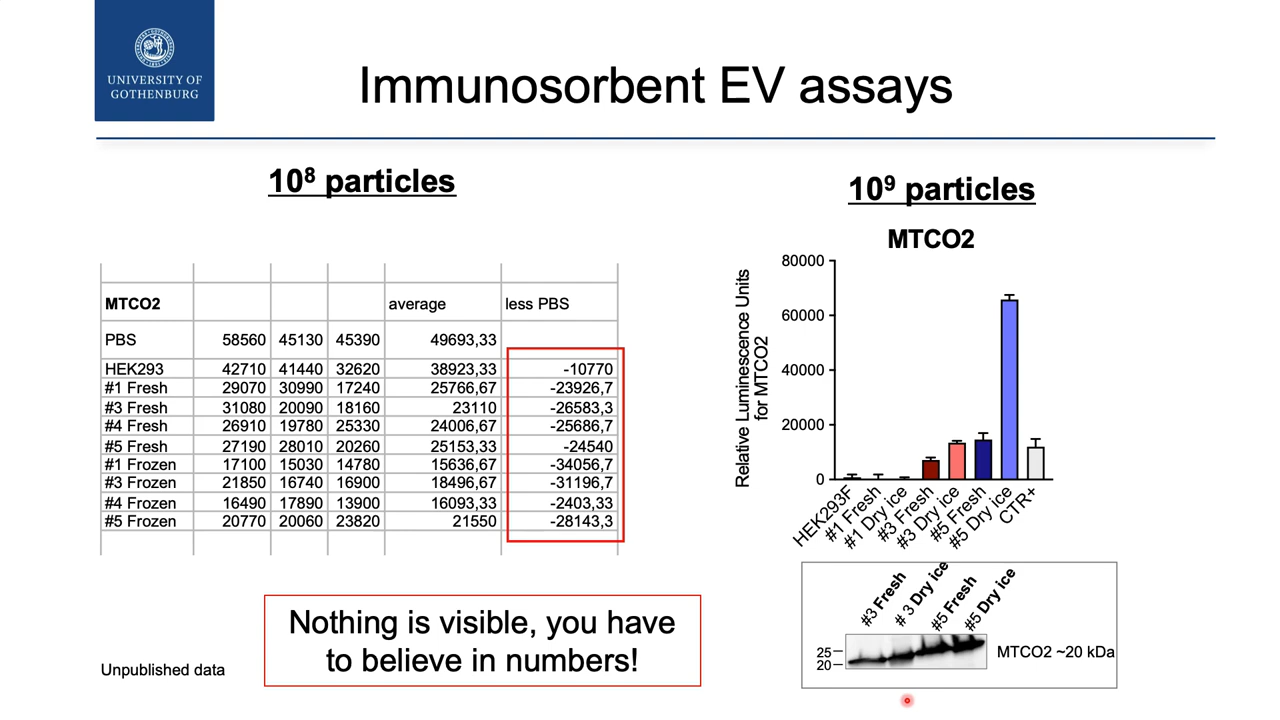 UNIVERSITY OF
GOTHENBURG
Immunosorbent EV assays
10⁸ particles
MTCO2 average less PBS
PBS 58560 45130 45390 49693,33
HEK293 42710 41440 32620 38923,33 -10770
#1 Fresh 29070 30990 17240 25766,67 -23926,7
#3 Fresh 31080 20090 18160 23110 -26583,3
#4 Fresh 26910 19780 25330 24006,67 -25686,7
#5 Fresh 27190 28010 20260 25153,33 -24540
#1 Frozen 17100 15030 14780 15636,67 -34056,7
#3 Frozen 21850 16740 16900 18496,67 -31196,7
#4 Frozen 16490 17890 13900 16093,33 -2403,33
#5 Frozen 20770 20060 23820 21550 -28143,3
Nothing is visible, you have
to believe in numbers!
Unpublished data
10⁹ particles
MTCO2
Relative Luminescence Units
for MTCO2
80000
60000
40000
20000
0
HEK293F
#1 Fresh
#1 Dry ice
#3 Fresh
#3 Dry ice
#5 Fresh
#5 Dry ice
CTR+
#3 Fresh
# 3 Dry ice
#5 Fresh
#5 Dry ice
25
20
MTCO2 ~20 kDa